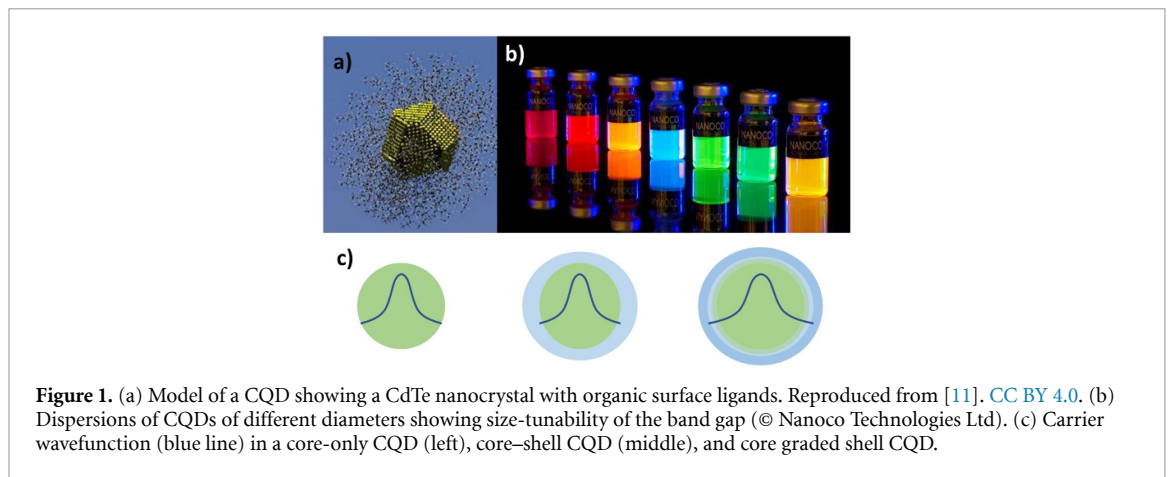 a)
b)
NANOCO
NANOCO
NANOCO
NANOCO
NANOCO
NANOCO
NANOCO
c)
Figure 1. (a) Model of a CQD showing a CdTe nanocrystal with organic surface ligands. Reproduced from [11]. CC BY 4.0. (b)
Dispersions of CQDs of different diameters showing size-tunability of the band gap (© Nanoco Technologies Ltd). (c) Carrier
wavefunction (blue line) in a core-only CQD (left), core–shell CQD (middle), and core graded shell CQD.